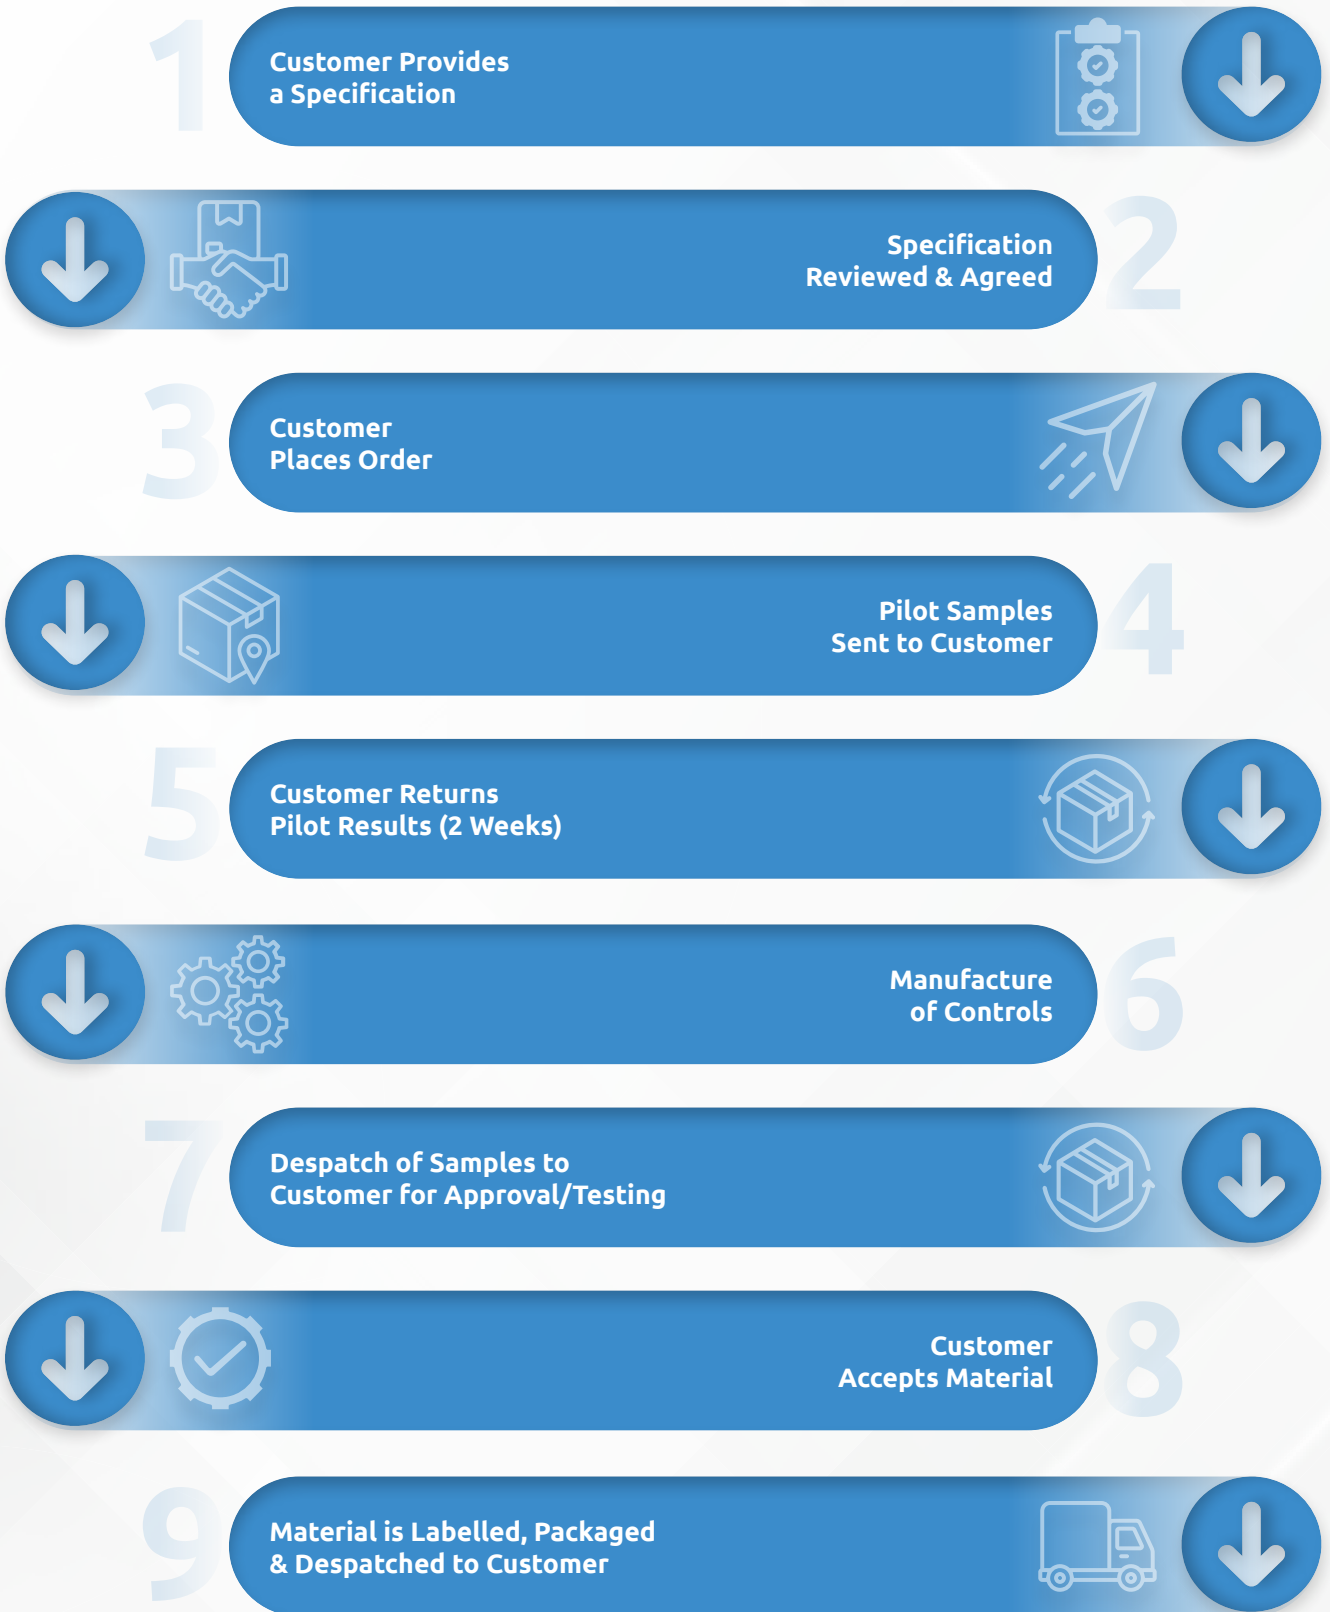 1
Customer Provides
a Specification
2
Specification
Reviewed & Agreed
3
Customer
Places Order
4
Pilot Samples
Sent to Customer
5
Customer Returns
Pilot Results (2 Weeks)
6
Manufacture
of Controls
7
Despatch of Samples to
Customer for Approval/Testing
8
Customer
Accepts Material
9
Material is Labelled, Packaged
& Despatched to Customer